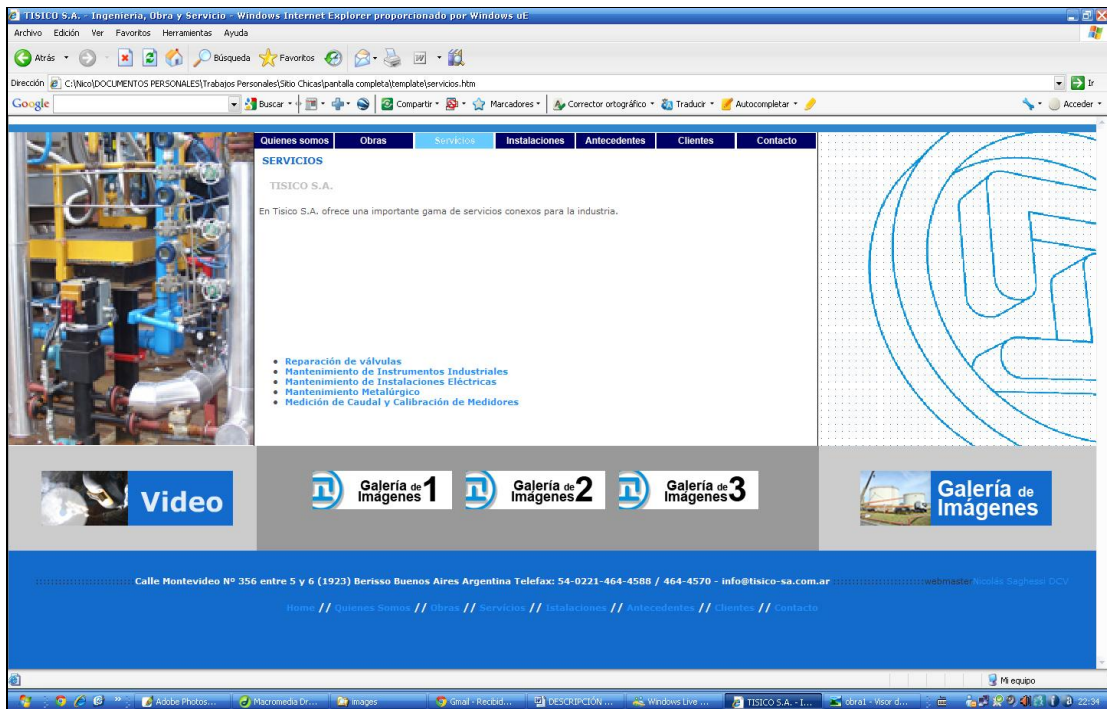 TISICO S.A. - Ingenieria, Obra y Servicio - Windows Internet Explorer proporcionado por Windows uE
Archivo Edición Ver Favoritos Herramientas Ayuda
Atrás Búsqueda Favoritos
Dirección C:\Nico\DOCUMENTOS PERSONALES\Trabajos Personales\Sitio Chicas\pantalla completa\template\servicios.htm Ir
Google Buscar Compartir Marcadores Corrector ortográfico Traducir Autocompletar Acceder
Quienes somos Obras Servicios Instalaciones Antecedentes Clientes Contacto
SERVICIOS
TISICO S.A.
En Tisico S.A. ofrece una importante gama de servicios conexos para la industria.
Reparación de válvulas
Mantenimiento de Instrumentos Industriales
Mantenimiento de Instalaciones Eléctricas
Mantenimiento Metalúrgico
Medición de Caudal y Calibración de Medidores
Video
Galería de Imágenes 1
Galería de Imágenes 2
Galería de Imágenes 3
Galería de Imágenes
Calle Montevideo Nº 356 entre 5 y 6 (1923) Berisso Buenos Aires Argentina Telefax: 54-0221-464-4588 / 464-4570 - info@tisico-sa.com.ar webmaster
Home // Quienes Somos // Obras // Servicios // Istalaciones // Antecedentes // Clientes // Contacto
Mi equipo
Adobe Photos... Macromedia Dr... images Gmail - Recibid... DESCRIPCIÓN ... Windows Live ... TISICO S.A. - I... obra1 - Visor d... 22:34